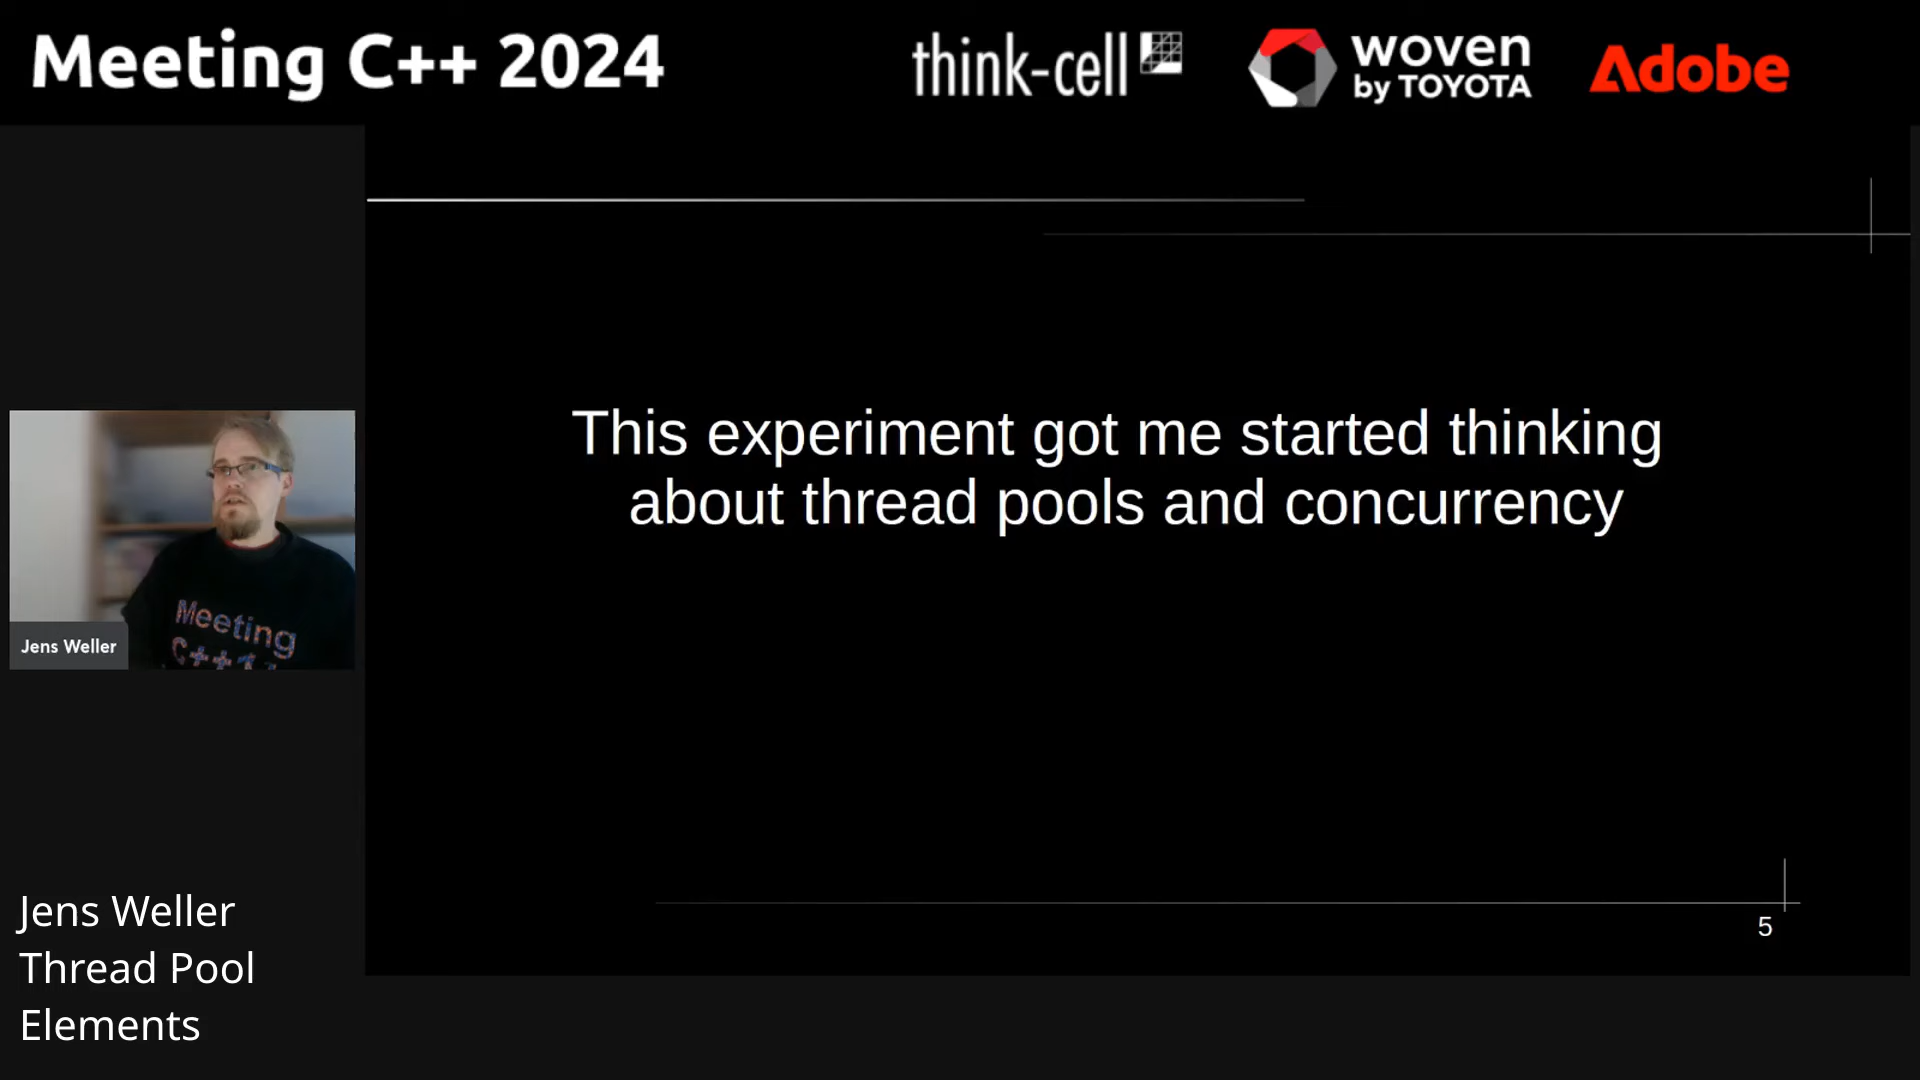 Meeting C++ 2024
think-cell
woven
by TOYOTA
Adobe
This experiment got me started thinking
about thread pools and concurrency
Meeting
Jens Weller
5
Jens Weller
Thread Pool
Elements